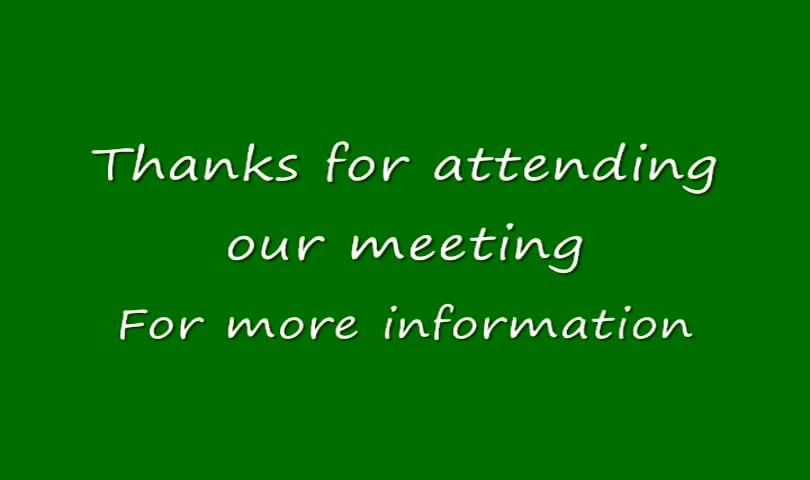 Thanks for attending
our meeting
For more information